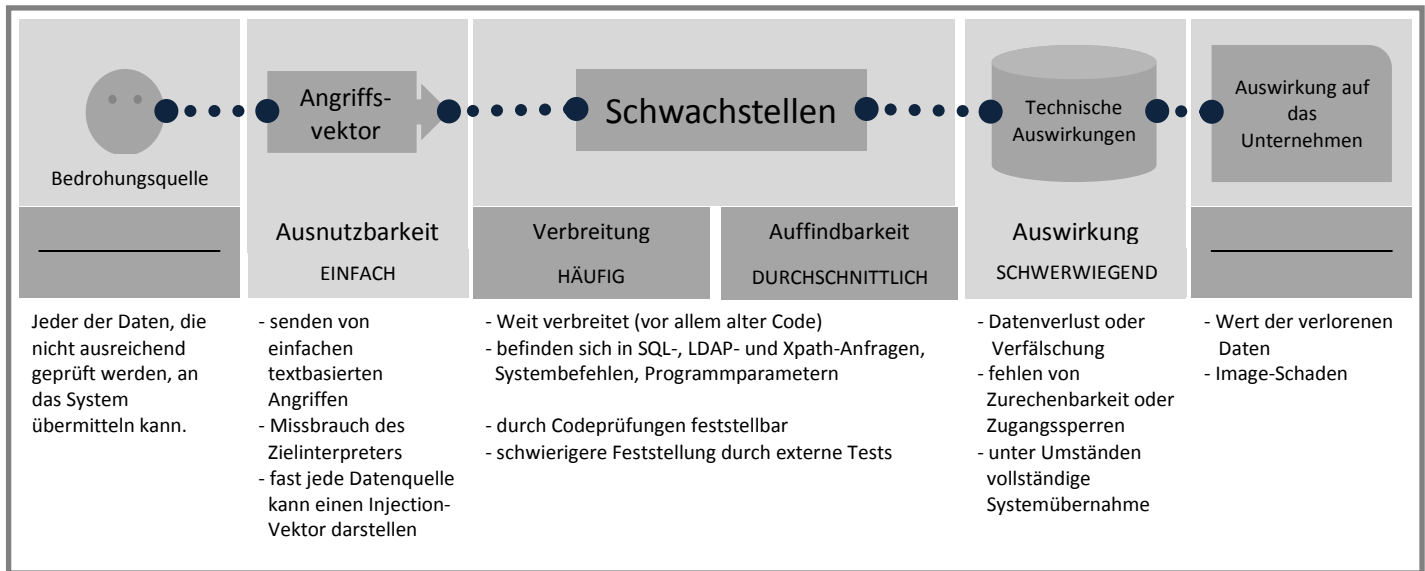 Bedrohungsquelle
Angriffs-
vektor
Schwachstellen
Technische
Auswirkungen
Auswirkung auf
das
Unternehmen
Ausnutzbarkeit
EINFACH
Verbreitung
HÄUFIG
Auffindbarkeit
DURCHSCHNITTLICH
Auswirkung
SCHWERWIEGEND
Jeder der Daten, die
nicht ausreichend
geprüft werden, an
das System
übermitteln kann.
- senden von
einfachen
textbasierten
Angriffen
- Missbrauch des
Zielinterpreters
- fast jede Datenquelle
kann einen Injection-
Vektor darstellen
- Weit verbreitet (vor allem alter Code)
- befinden sich in SQL-, LDAP- und Xpath-Anfragen,
Systembefehlen, Programmparametern
- durch Codeprüfungen feststellbar
- schwierigere Feststellung durch externe Tests
- Datenverlust oder
Verfälschung
- fehlen von
Zurechenbarkeit oder
Zugangssperren
- unter Umständen
vollständige
Systemübernahme
- Wert der verlorenen
Daten
- Image-Schaden